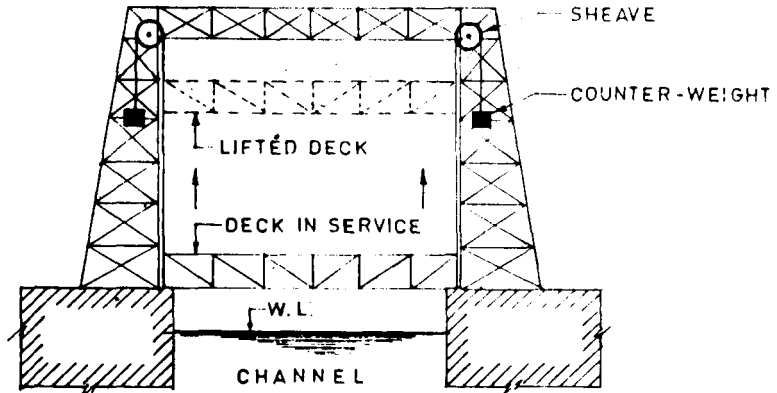 SHEAVE
COUNTER-WEIGHT
LIFTED DECK
DECK IN SERVICE
W.L.
CHANNEL